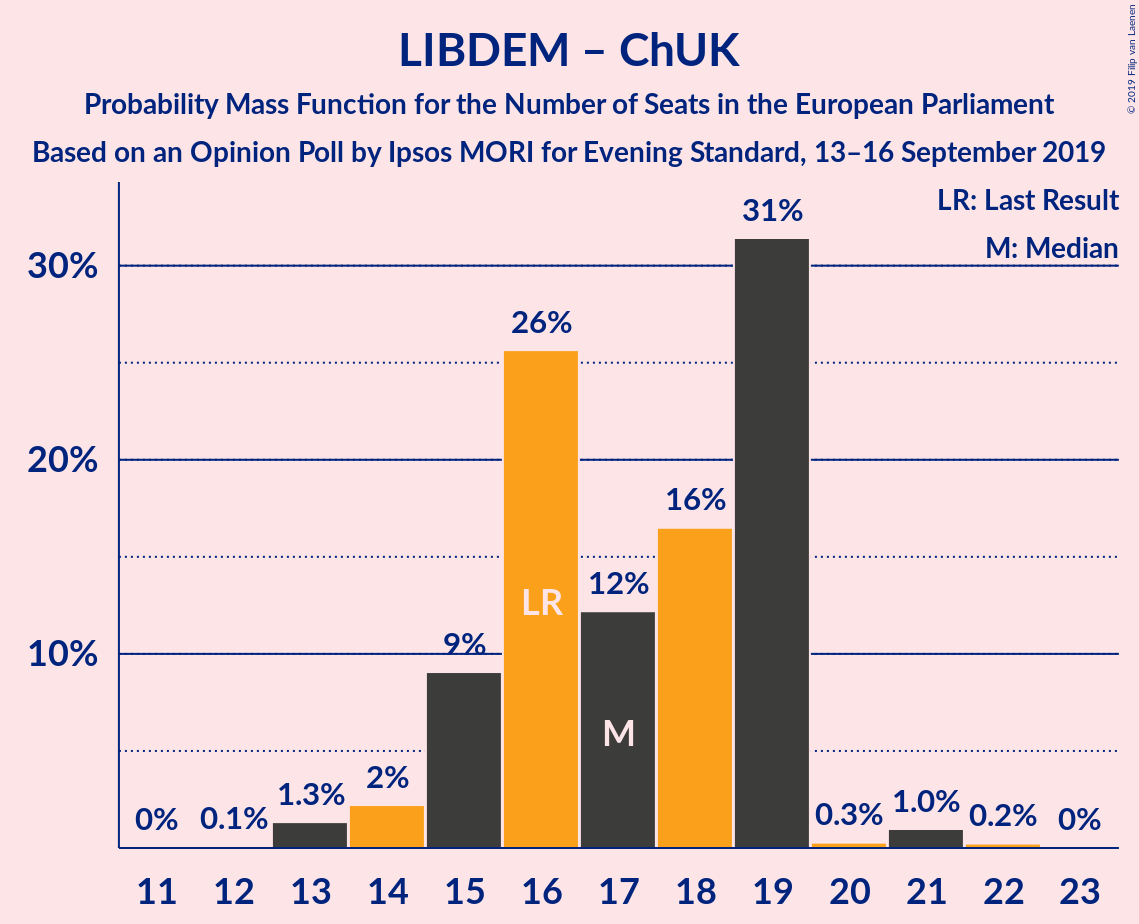 LIBDEM – ChUK
Probability Mass Function for the Number of Seats in the European Parliament
Based on an Opinion Poll by Ipsos MORI for Evening Standard, 13–16 September 2019
© 2019 Filip van Laenen
LR: Last Result
M: Median
30%
20%
10%
0%
0.1%
1.3%
2%
9%
26%
12%
16%
31%
0.3%
1.0%
0.2%
0%
LR
M
11 12 13 14 15 16 17 18 19 20 21 22 23